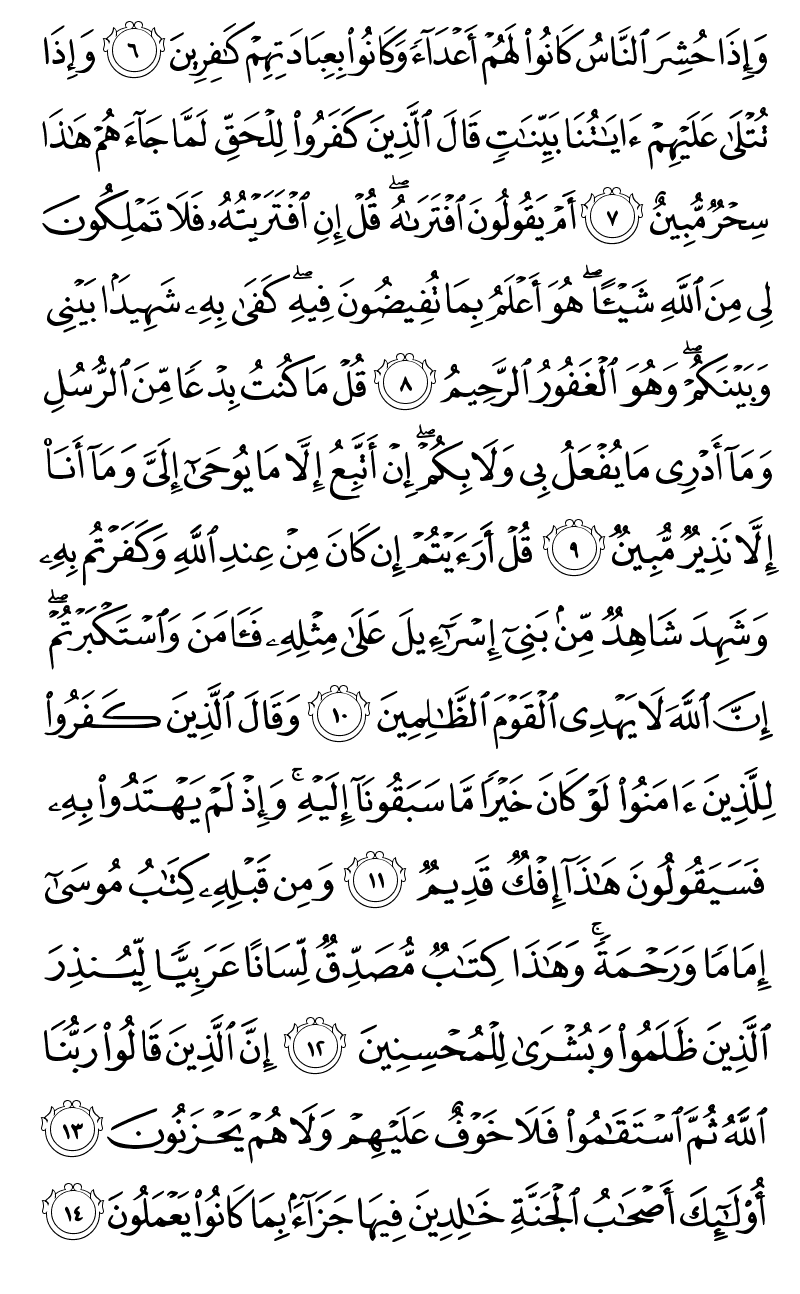 وَإِذَا حُشِرَ ٱلنَّاسُ كَانُوا۟ لَهُمْ أَعْدَآءً وَكَانُوا۟ بِعِبَادَتِهِمْ كَٰفِرِينَ ٦ وَإِذَا
تُتْلَىٰ عَلَيْهِمْ ءَايَٰتُنَا بَيِّنَٰتٍ قَالَ ٱلَّذِينَ كَفَرُوا۟ لِلْحَقِّ لَمَّا جَآءَهُمْ هَٰذَا
سِحْرٌ مُّبِينٌ ٧ أَمْ يَقُولُونَ ٱفْتَرَىٰهُ ۖ قُلْ إِنِ ٱفْتَرَيْتُهُۥ فَلَا تَمْلِكُونَ
لِى مِنَ ٱللَّهِ شَيْـًٔا ۖ هُوَ أَعْلَمُ بِمَا تُفِيضُونَ فِيهِ ۖ كَفَىٰ بِهِۦ شَهِيدًۢا بَيْنِى
وَبَيْنَكُمْ ۖ وَهُوَ ٱلْغَفُورُ ٱلرَّحِيمُ ٨ قُلْ مَا كُنتُ بِدْعًا مِّنَ ٱلرُّسُلِ
وَمَآ أَدْرِى مَا يُفْعَلُ بِى وَلَا بِكُمْ ۖ إِنْ أَتَّبِعُ إِلَّا مَا يُوحَىٰٓ إِلَىَّ وَمَآ أَنَا۠
إِلَّا نَذِيرٌ مُّبِينٌ ٩ قُلْ أَرَءَيْتُمْ إِن كَانَ مِنْ عِندِ ٱللَّهِ وَكَفَرْتُم بِهِۦ
وَشَهِدَ شَاهِدٌ مِّنۢ بَنِىٓ إِسْرَٰٓءِيلَ عَلَىٰ مِثْلِهِۦ فَـَٔامَنَ وَٱسْتَكْبَرْتُمْ ۖ
إِنَّ ٱللَّهَ لَا يَهْدِى ٱلْقَوْمَ ٱلظَّٰلِمِينَ ١٠ وَقَالَ ٱلَّذِينَ كَفَرُوا۟
لِلَّذِينَ ءَامَنُوا۟ لَوْ كَانَ خَيْرًا مَّا سَبَقُونَآ إِلَيْهِ ۚ وَإِذْ لَمْ يَهْتَدُوا۟ بِهِۦ
فَسَيَقُولُونَ هَٰذَآ إِفْكٌ قَدِيمٌ ١١ وَمِن قَبْلِهِۦ كِتَٰبُ مُوسَىٰٓ
إِمَامًا وَرَحْمَةً ۚ وَهَٰذَا كِتَٰبٌ مُّصَدِّقٌ لِّسَانًا عَرَبِيًّا لِّيُنذِرَ
ٱلَّذِينَ ظَلَمُوا۟ وَبُشْرَىٰ لِلْمُحْسِنِينَ ١٢ إِنَّ ٱلَّذِينَ قَالُوا۟ رَبُّنَا
ٱللَّهُ ثُمَّ ٱسْتَقَٰمُوا۟ فَلَا خَوْفٌ عَلَيْهِمْ وَلَا هُمْ يَحْزَنُونَ ١٣
أُو۟لَٰٓئِكَ أَصْحَٰبُ ٱلْجَنَّةِ خَٰلِدِينَ فِيهَا جَزَآءًۢ بِمَا كَانُوا۟ يَعْمَلُونَ ١٤